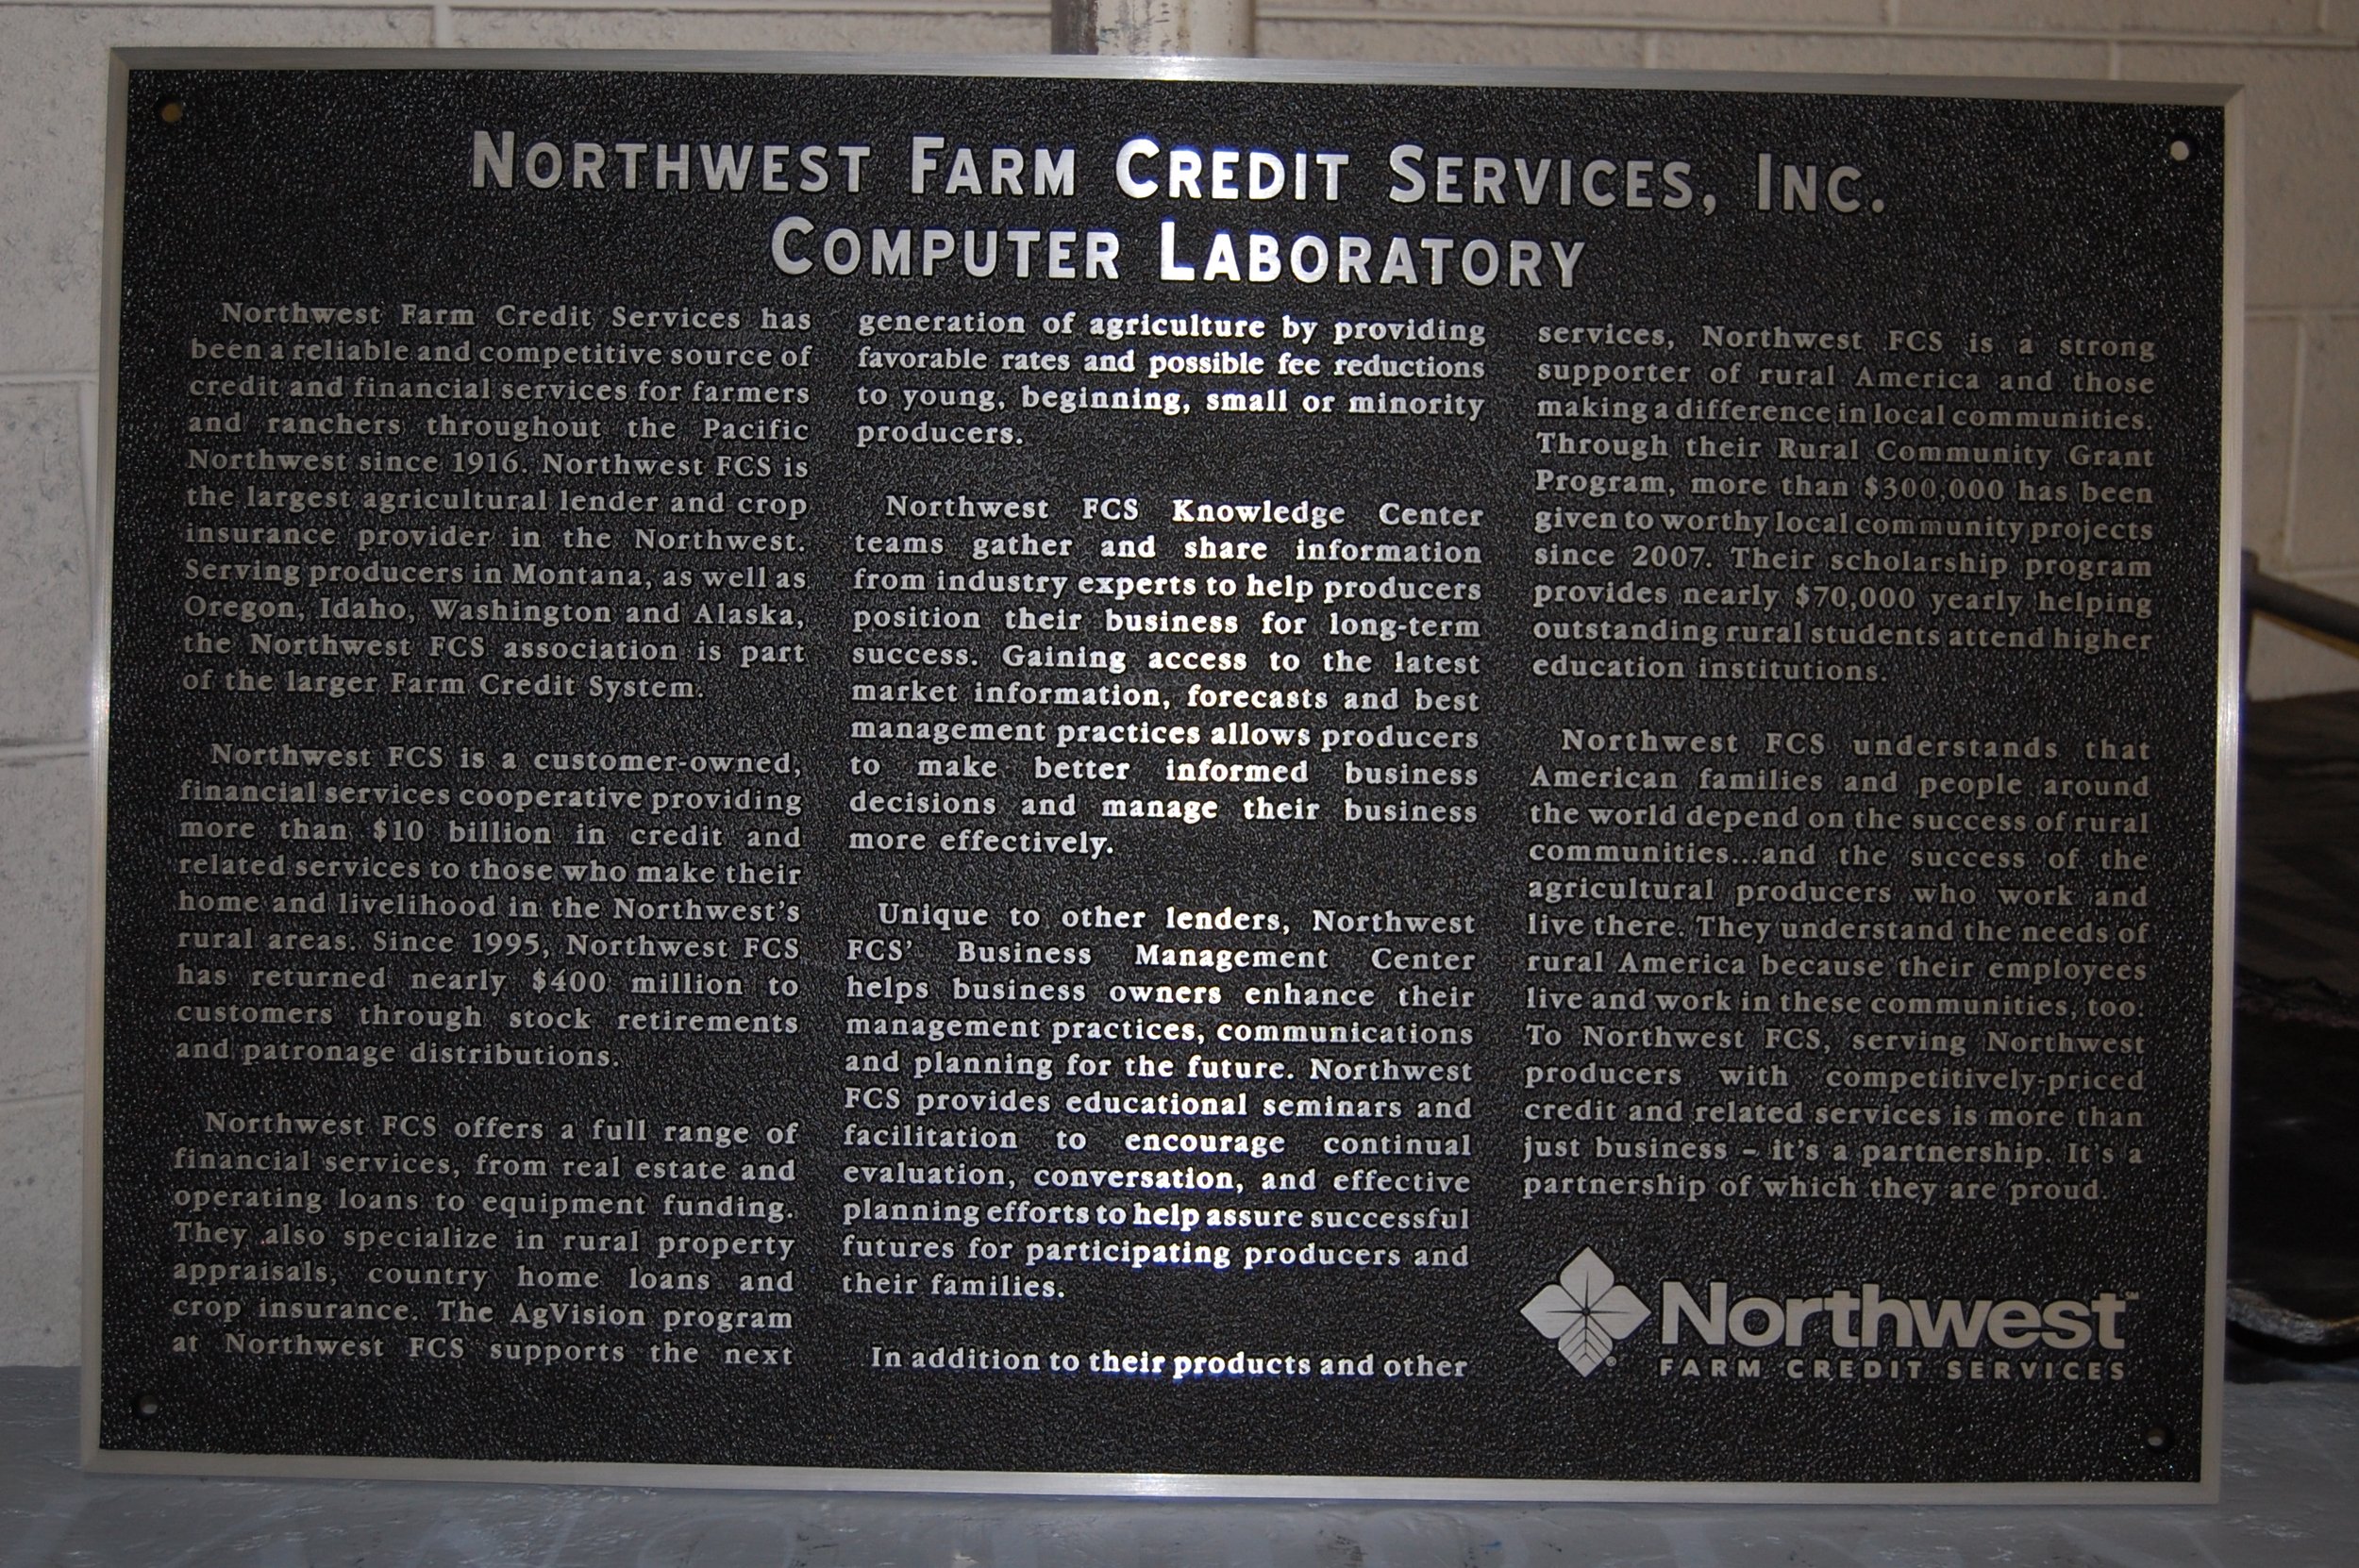 NORTHWEST FARM CREDIT SERVICES, INC.
COMPUTER LABORATORY
Northwest Farm Credit Services has
been a reliable and competitive source of
credit and financial services for farmers
and ranchers throughout the Pacific
Northwest since 1916. Northwest FCS is
the largest agricultural lender and crop
insurance provider in the Northwest.
Serving producers in Montana, as well as
Oregon, Idaho, Washington and Alaska,
the Northwest FCS association is part
of the larger Farm Credit System.
Northwest FCS is a customer-owned,
financial services cooperative providing
more than $10 billion in credit and
related services to those who make their
home and livelihood in the Northwest's
rural areas. Since 1995, Northwest FCS
has returned nearly $400 million to
customers through stock retirements
and patronage distributions.
Northwest FCS offers a full range of
financial services, from real estate and
operating loans to equipment funding.
They also specialize in rural property
appraisals, country home loans and
crop insurance. The AgVision program
at Northwest FCS supports the next
generation of agriculture by providing
favorable rates and possible fee reductions
to young, beginning, small or minority
producers.
Northwest FCS Knowledge Center
teams gather and share information
from industry experts to help producers
position their business for long-term
success. Gaining access to the latest
market information, forecasts and best
management practices allows producers
to make better informed business
decisions and manage their business
more effectively.
Unique to other lenders, Northwest
FCS' Business Management Center
helps business owners enhance their
management practices, communications
and planning for the future. Northwest
FCS provides educational seminars and
facilitation to encourage continual
evaluation, conversation, and effective
planning efforts to help assure successful
futures for participating producers and
their families.
In addition to their products and other
services, Northwest FCS is a strong
supporter of rural America and those
making a difference in local communities.
Through their Rural Community Grant
Program, more than $300,000 has been
given to worthy local community projects
since 2007. Their scholarship program
provides nearly $70,000 yearly helping
outstanding rural students attend higher
education institutions.
Northwest FCS understands that
American families and people around
the world depend on the success of rural
communities...and the success of the
agricultural producers who work and
live there. They understand the needs of
rural America because their employees
live and work in these communities, too.
To Northwest FCS, serving Northwest
producers with competitively-priced
credit and related services is more than
just business – it's a partnership. It's a
partnership of which they are proud.
Northwest℠
FARM CREDIT SERVICES
®